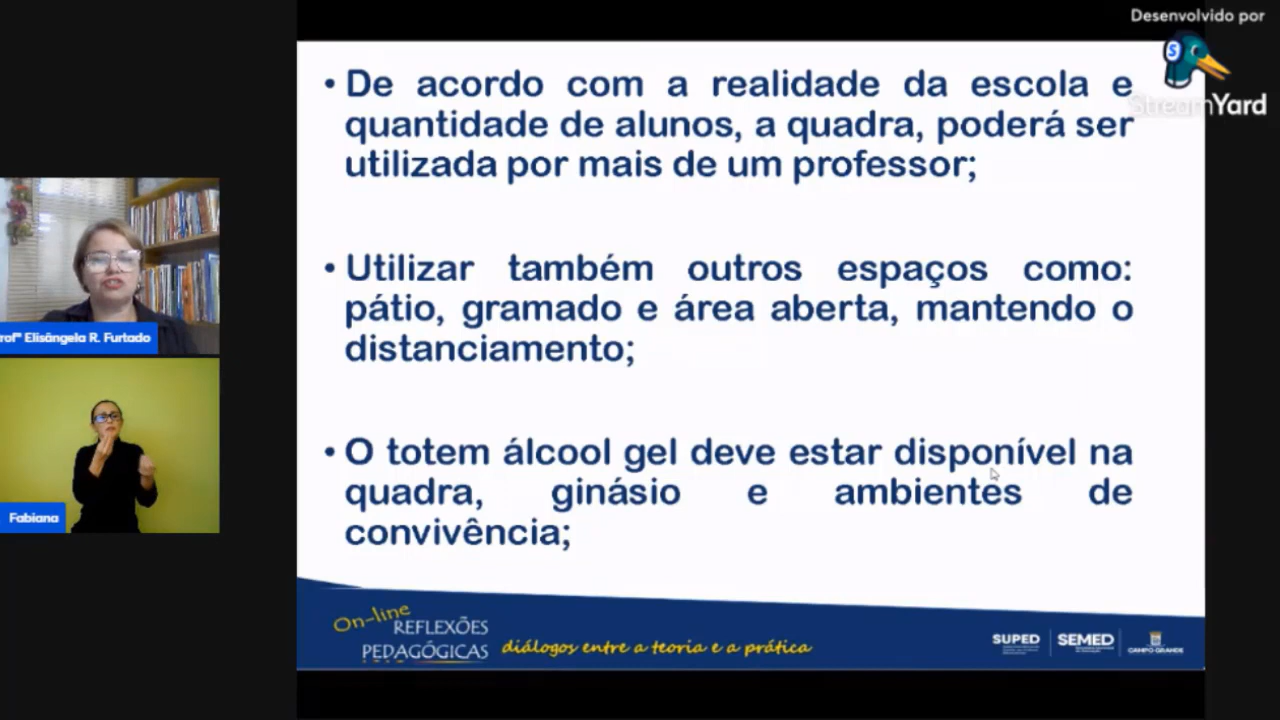 Desenvolvido por
StreamYard
• De acordo com a realidade da escola e
quantidade de alunos, a quadra, poderá ser
utilizada por mais de um professor;
• Utilizar também outros espaços como:
pátio, gramado e área aberta, mantendo o
distanciamento;
• O totem álcool gel deve estar disponível na
quadra, ginásio e ambientes de
convivência;
rofª Elisângela R. Furtado
Fabiana
On-line
REFLEXÕES
PEDAGÓGICAS
diálogos entre a teoria e a prática
SUPED
SEMED
CAMPO GRANDE